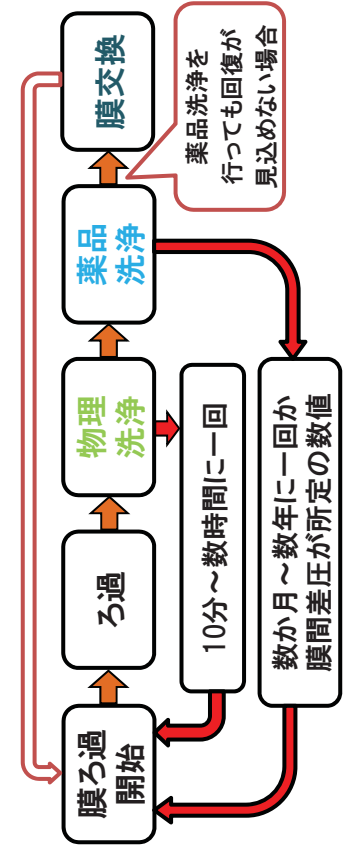 膜ろ過
開始
ろ過
物理
洗浄
薬品
洗浄
膜交換
薬品洗浄を
行っても回復が
見込めない場合
10分～数時間に一回
数か月～数年に一回か
膜間差圧が所定の数値